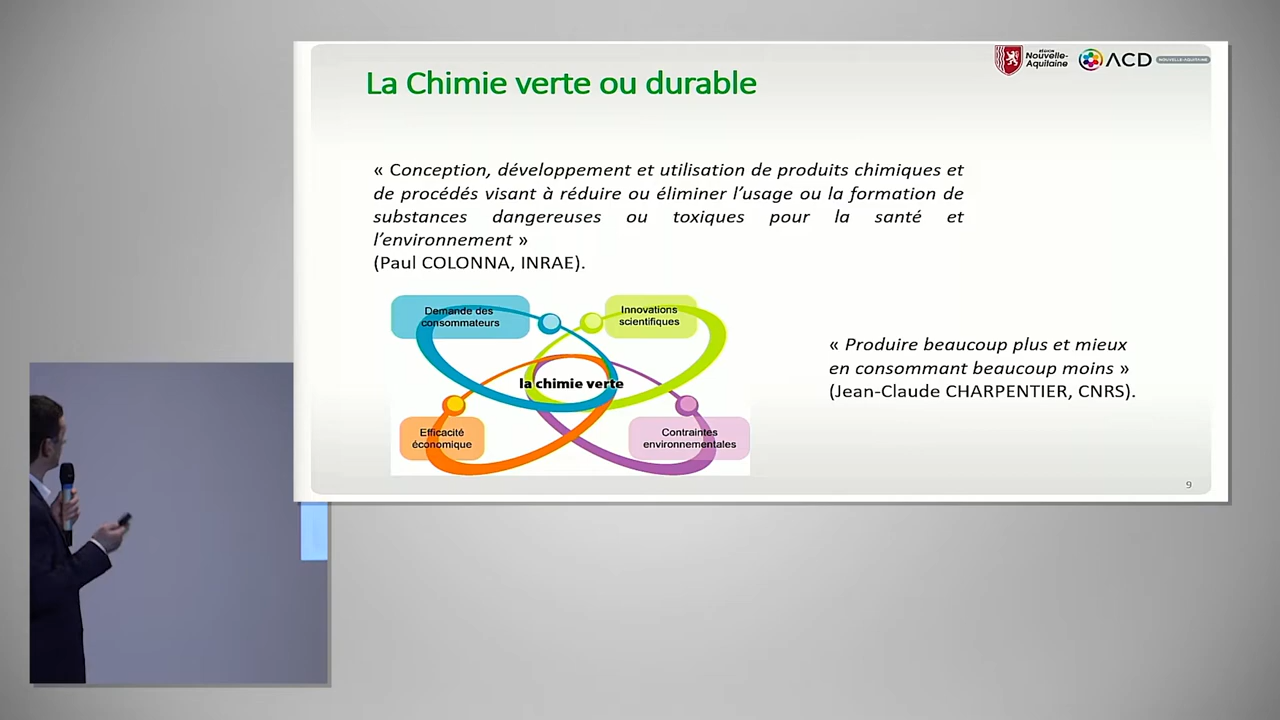 La Chimie verte ou durable
RÉGION
Nouvelle-
Aquitaine
ACD
NOUVELLE-AQUITAINE
« Conception, développement et utilisation de produits chimiques et
de procédés visant à réduire ou éliminer l’usage ou la formation de
substances dangereuses ou toxiques pour la santé et
l’environnement »
(Paul COLONNA, INRAE).
Demande des
consommateurs
Innovations
scientifiques
la chimie verte
Efficacité
économique
Contraintes
environnementales
« Produire beaucoup plus et mieux
en consommant beaucoup moins »
(Jean-Claude CHARPENTIER, CNRS).
9